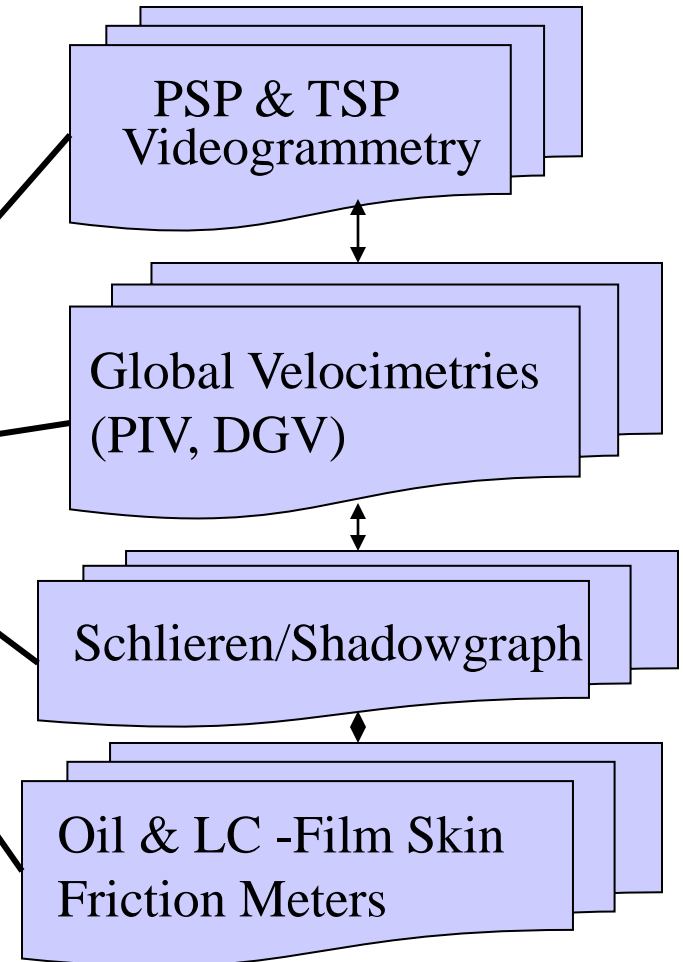 PSP & TSP
Videogrammetry
Global Velocimetries
(PIV, DGV)
Schlieren/Shadowgraph
Oil & LC -Film Skin
Friction Meters